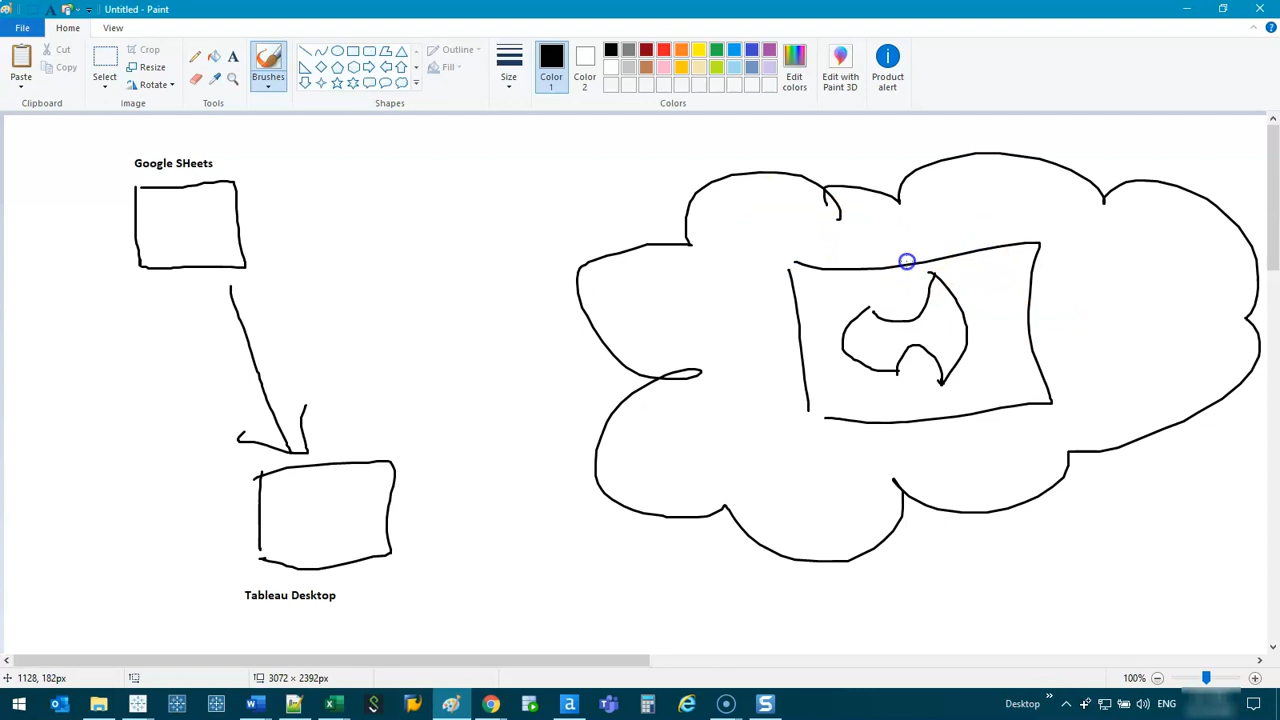 Untitled - Paint
File
Home
View
Paste
Cut
Copy
Clipboard
Select
Crop
Resize
Rotate
Image
A
Tools
Brushes
Shapes
Outline
Fill
Size
Color
1
Color
2
Colors
Edit
colors
Edit with
Paint 3D
Product
alert
Google SHeets
Tableau Desktop
1128, 182px
3072 × 2392px
100%
Desktop
ENG